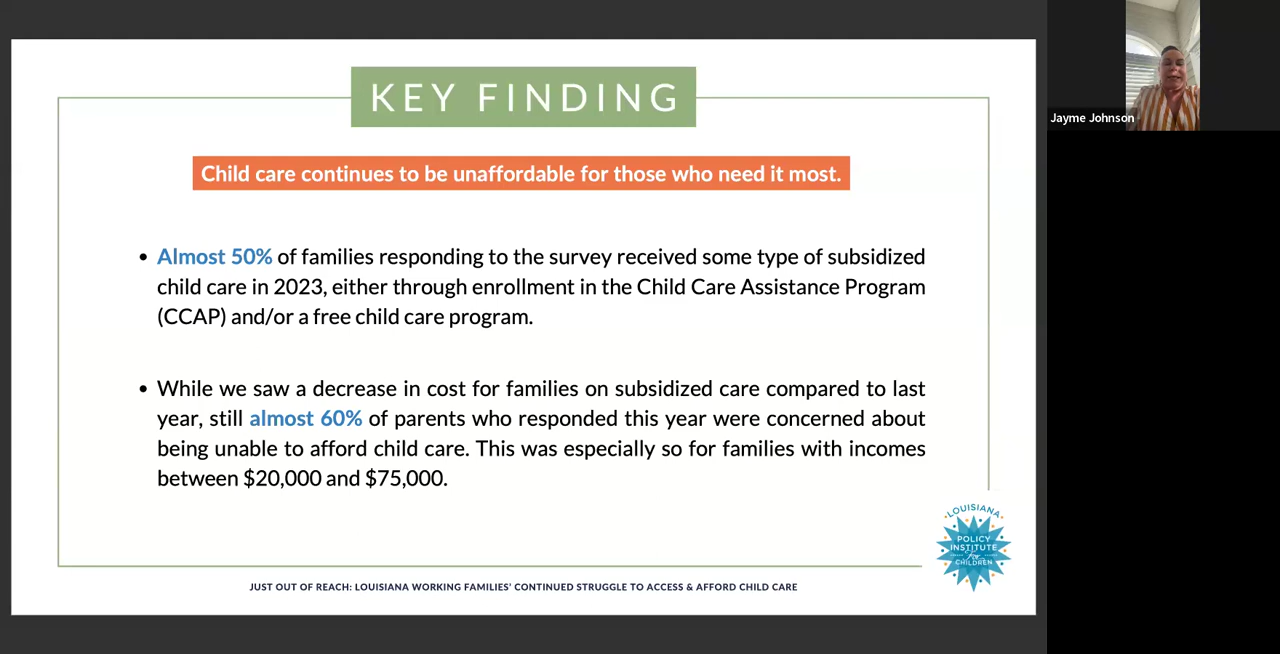 KEY FINDING
Child care continues to be unaffordable for those who need it most.
• Almost 50% of families responding to the survey received some type of subsidized
child care in 2023, either through enrollment in the Child Care Assistance Program
(CCAP) and/or a free child care program.
• While we saw a decrease in cost for families on subsidized care compared to last
year, still almost 60% of parents who responded this year were concerned about
being unable to afford child care. This was especially so for families with incomes
between $20,000 and $75,000.
LOUISIANA
POLICY
INSTITUTE
For
CHILDREN
JUST OUT OF REACH: LOUISIANA WORKING FAMILIES' CONTINUED STRUGGLE TO ACCESS & AFFORD CHILD CARE
Jayme Johnson